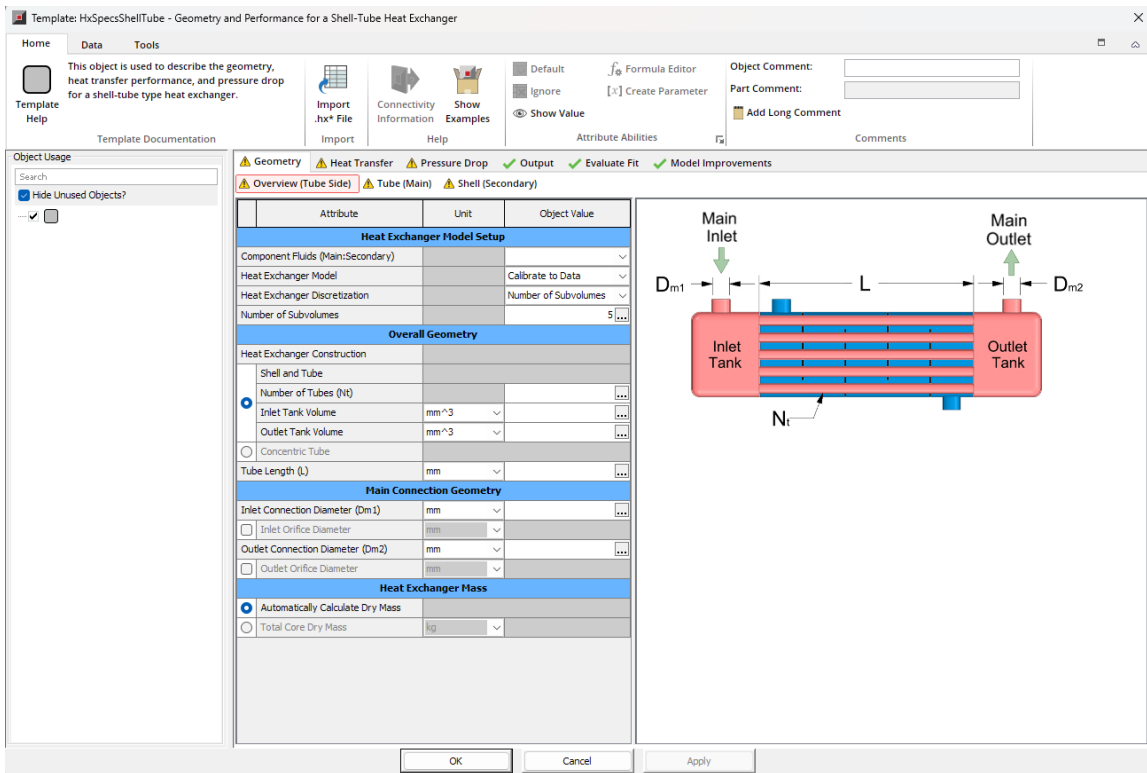 Template: HxSpecsShellTube - Geometry and Performance for a Shell-Tube Heat Exchanger
Home Data Tools
This object is used to describe the geometry,
heat transfer performance, and pressure drop
for a shell-tube type heat exchanger.
Template
Help
Template Documentation
Import
.hx* File
Import
Connectivity
Information
Show
Examples
Help
Default
Ignore
Show Value
Formula Editor
[x] Create Parameter
Attribute Abilities
Object Comment:
Part Comment:
Add Long Comment
Comments
Object Usage
Search
Hide Unused Objects?
Geometry Heat Transfer Pressure Drop Output Evaluate Fit Model Improvements
Overview (Tube Side) Tube (Main) Shell (Secondary)
Attribute Unit Object Value
Heat Exchanger Model Setup
Component Fluids (Main:Secondary)
Heat Exchanger Model Calibrate to Data
Heat Exchanger Discretization Number of Subvolumes
Number of Subvolumes 5 ...
Overall Geometry
Heat Exchanger Construction
Shell and Tube
Number of Tubes (Nt) ...
Inlet Tank Volume mm^3 ...
Outlet Tank Volume mm^3 ...
Concentric Tube
Tube Length (L) mm ...
Main Connection Geometry
Inlet Connection Diameter (Dm1) mm ...
Inlet Orifice Diameter mm
Outlet Connection Diameter (Dm2) mm ...
Outlet Orifice Diameter mm
Heat Exchanger Mass
Automatically Calculate Dry Mass
Total Core Dry Mass kg
Main
Inlet
Main
Outlet
Dm1 L Dm2
Inlet
Tank
Outlet
Tank
Nt
OK Cancel Apply